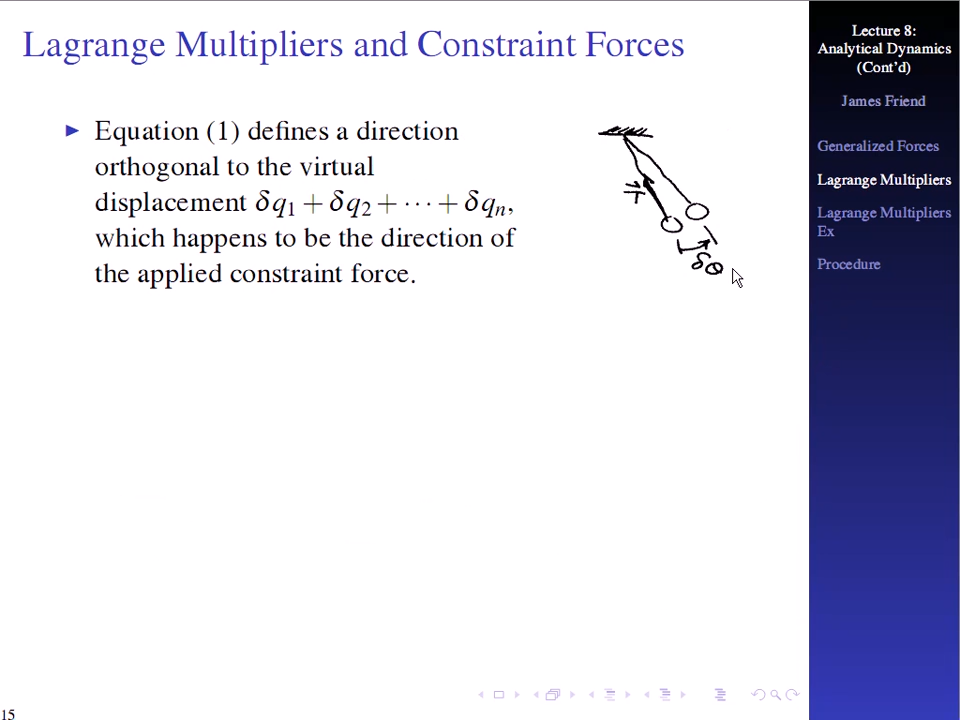 Lagrange Multipliers and Constraint Forces
Equation (1) defines a direction
orthogonal to the virtual
displacement δq₁ + δq₂ + ⋯ + δqₙ,
which happens to be the direction of
the applied constraint force.
T
δθ
Lecture 8:
Analytical Dynamics
(Cont'd)
James Friend
Generalized Forces
Lagrange Multipliers
Lagrange Multipliers
Ex
Procedure
15